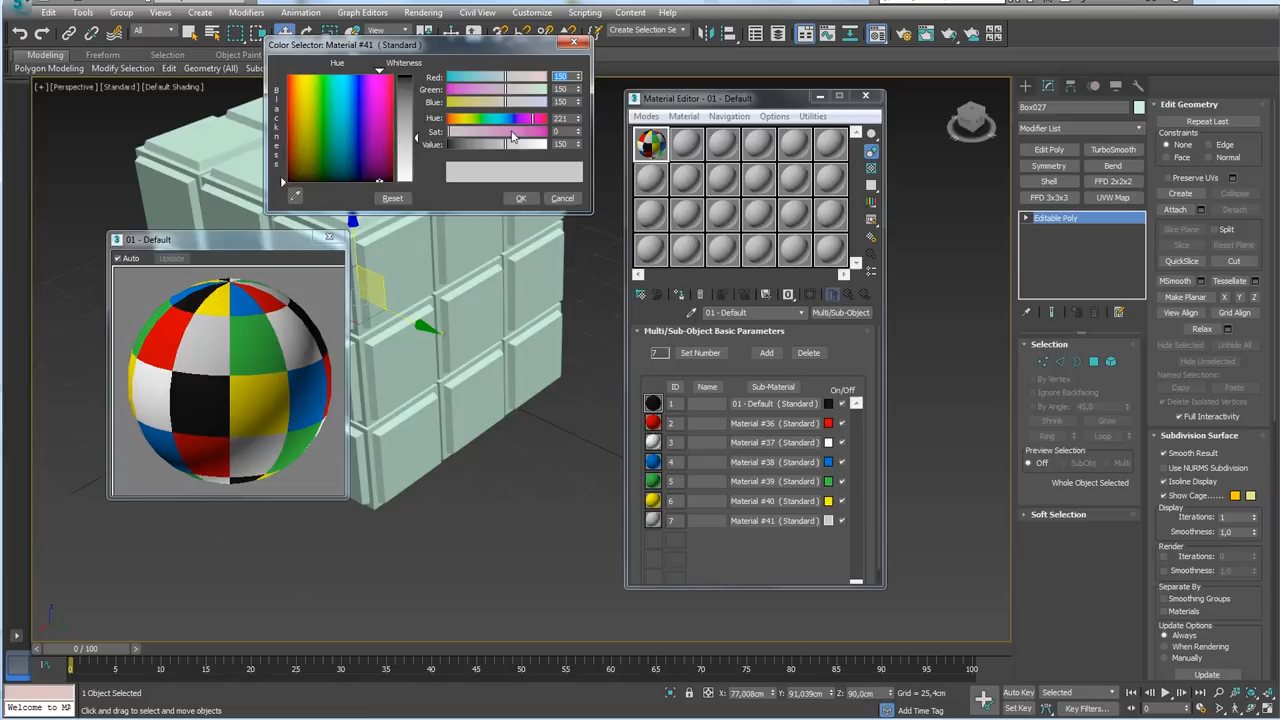 Edit Tools Group Views Create Modifiers Animation Graph Editors Rendering Civil View Customize Scripting Content Help
All View Create Selection Se
Modeling Freeform Selection Object Paint
Polygon Modeling Modify Selection Edit Geometry (All) Subd
[+] [Perspective] [Standard] [Default Shading]
Color Selector: Material #41 (Standard)
Hue Whiteness
Blackness
Red: 150
Green: 150
Blue: 150
Hue: 221
Sat: 0
Value: 150
Reset OK Cancel
01 - Default
Auto Update
Material Editor - 01 - Default
Modes Material Navigation Options Utilities
01 - Default Multi/Sub-Object
Multi/Sub-Object Basic Parameters
7 Set Number Add Delete
ID Name Sub-Material On/Off
1 01 - Default (Standard)
2 Material #36 (Standard)
3 Material #37 (Standard)
4 Material #38 (Standard)
5 Material #39 (Standard)
6 Material #40 (Standard)
7 Material #41 (Standard)
Box027
Modifier List
Edit Poly TurboSmooth
Symmetry Bend
Shell FFD 2x2x2
FFD 3x3x3 UVW Map
Editable Poly
Edit Geometry
Repeat Last
Constraints
None Edge
Face Normal
Preserve UVs
Create Collapse
Attach Detach
Slice Plane Split
Slice Reset Plane
QuickSlice Cut
MSmooth Tessellate
Make Planar X Y Z
View Align Grid Align
Relax
Hide Selected Unhide All
Hide Unselected
Named Selections:
Copy Paste
Delete Isolated Vertices
Full Interactivity
Selection
By Vertex
Ignore Backfacing
By Angle: 45,0
Shrink Grow
Ring Loop
Preview Selection
Off SubObj Multi
Whole Object Selected
Soft Selection
Subdivision Surface
Smooth Result
Use NURMS Subdivision
Isoline Display
Show Cage......
Display
Iterations: 1
Smoothness: 1,0
Render
Iterations: 0
Smoothness: 1,0
Separate By
Smoothing Groups
Materials
Update Options
Always
When Rendering
Manually
Update
0 / 100
0 5 10 15 20 25 30 35 40 45 50 55 60 65 70 75 80 85 90 95 100
1 Object Selected
X: 77,008cm Y: 91,039cm Z: 90,0cm Grid = 25,4cm
Auto Key Selected
Welcome to M
Click and drag to select and move objects
Add Time Tag
Set Key Key Filters... 0